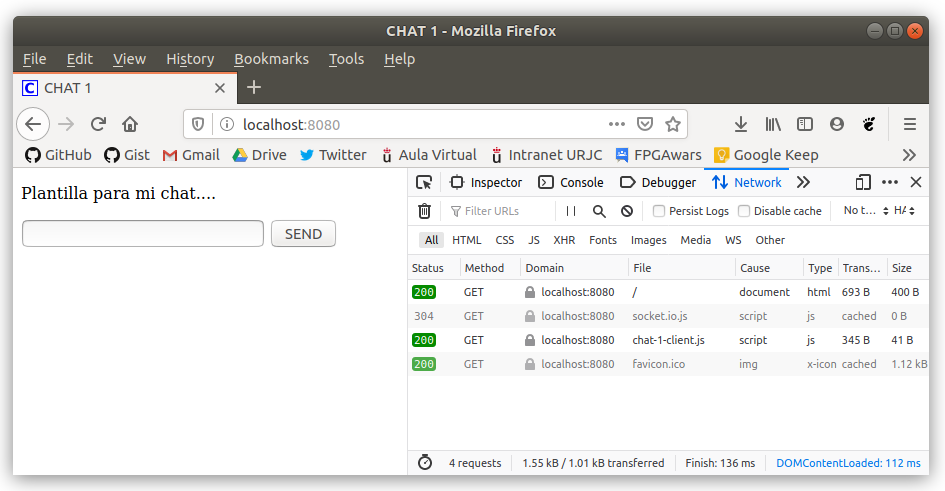 CHAT 1 - Mozilla Firefox
File Edit View History Bookmarks Tools Help
C CHAT 1
localhost:8080
GitHub Gist Gmail Drive Twitter ü Aula Virtual ü Intranet URJC FPGAwars Google Keep
Plantilla para mi chat....
SEND
Inspector Console Debugger Network
Filter URLs Persist Logs Disable cache No t... HA
All HTML CSS JS XHR Fonts Images Media WS Other
Status Method Domain File Cause Type Trans... Size
200 GET localhost:8080 / document html 693 B 400 B
304 GET localhost:8080 socket.io.js script js cached 0 B
200 GET localhost:8080 chat-1-client.js script js 345 B 41 B
200 GET localhost:8080 favicon.ico img x-icon cached 1.12 kB
4 requests 1.55 kB / 1.01 kB transferred Finish: 136 ms DOMContentLoaded: 112 ms